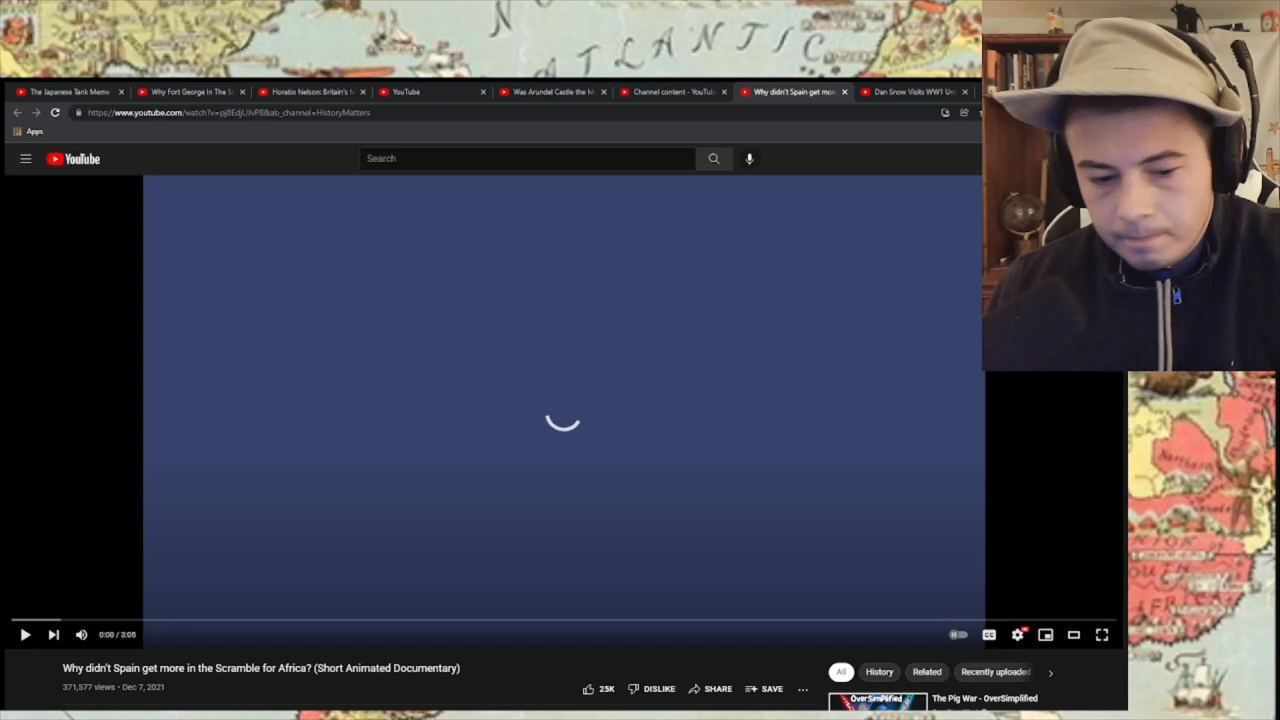 ATLANTIC
The Japanese Tank Meme
Why Fort George In The S
Horatio Nelson: Britain's
YouTube
Was Arundel Castle the M
Channel content - YouTub
Why didn't Spain get mor
Dan Snow Visits WW1 Un
https://www.youtube.com/watch?v=pj8EdjUJvP8&ab_channel=HistoryMatters
Apps
YouTube
Search
0:00 / 3:05
CC
Why didn't Spain get more in the Scramble for Africa? (Short Animated Documentary)
371,577 views • Dec 7, 2021
25K
DISLIKE
SHARE
SAVE
All
History
Related
Recently uploaded
OverSimplified
The Pig War - OverSimplified
SOUTH